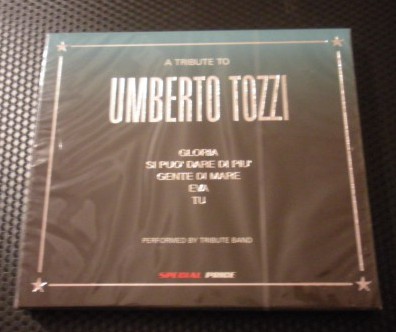 A TRIBUTE TO
UMBERTO TOZZI
GLORIA
SI PUO' DARE DI PIU'
GENTE DI MARE
EVA
TU
PERFORMED BY TRIBUTE BAND
SPECIAL PRICE